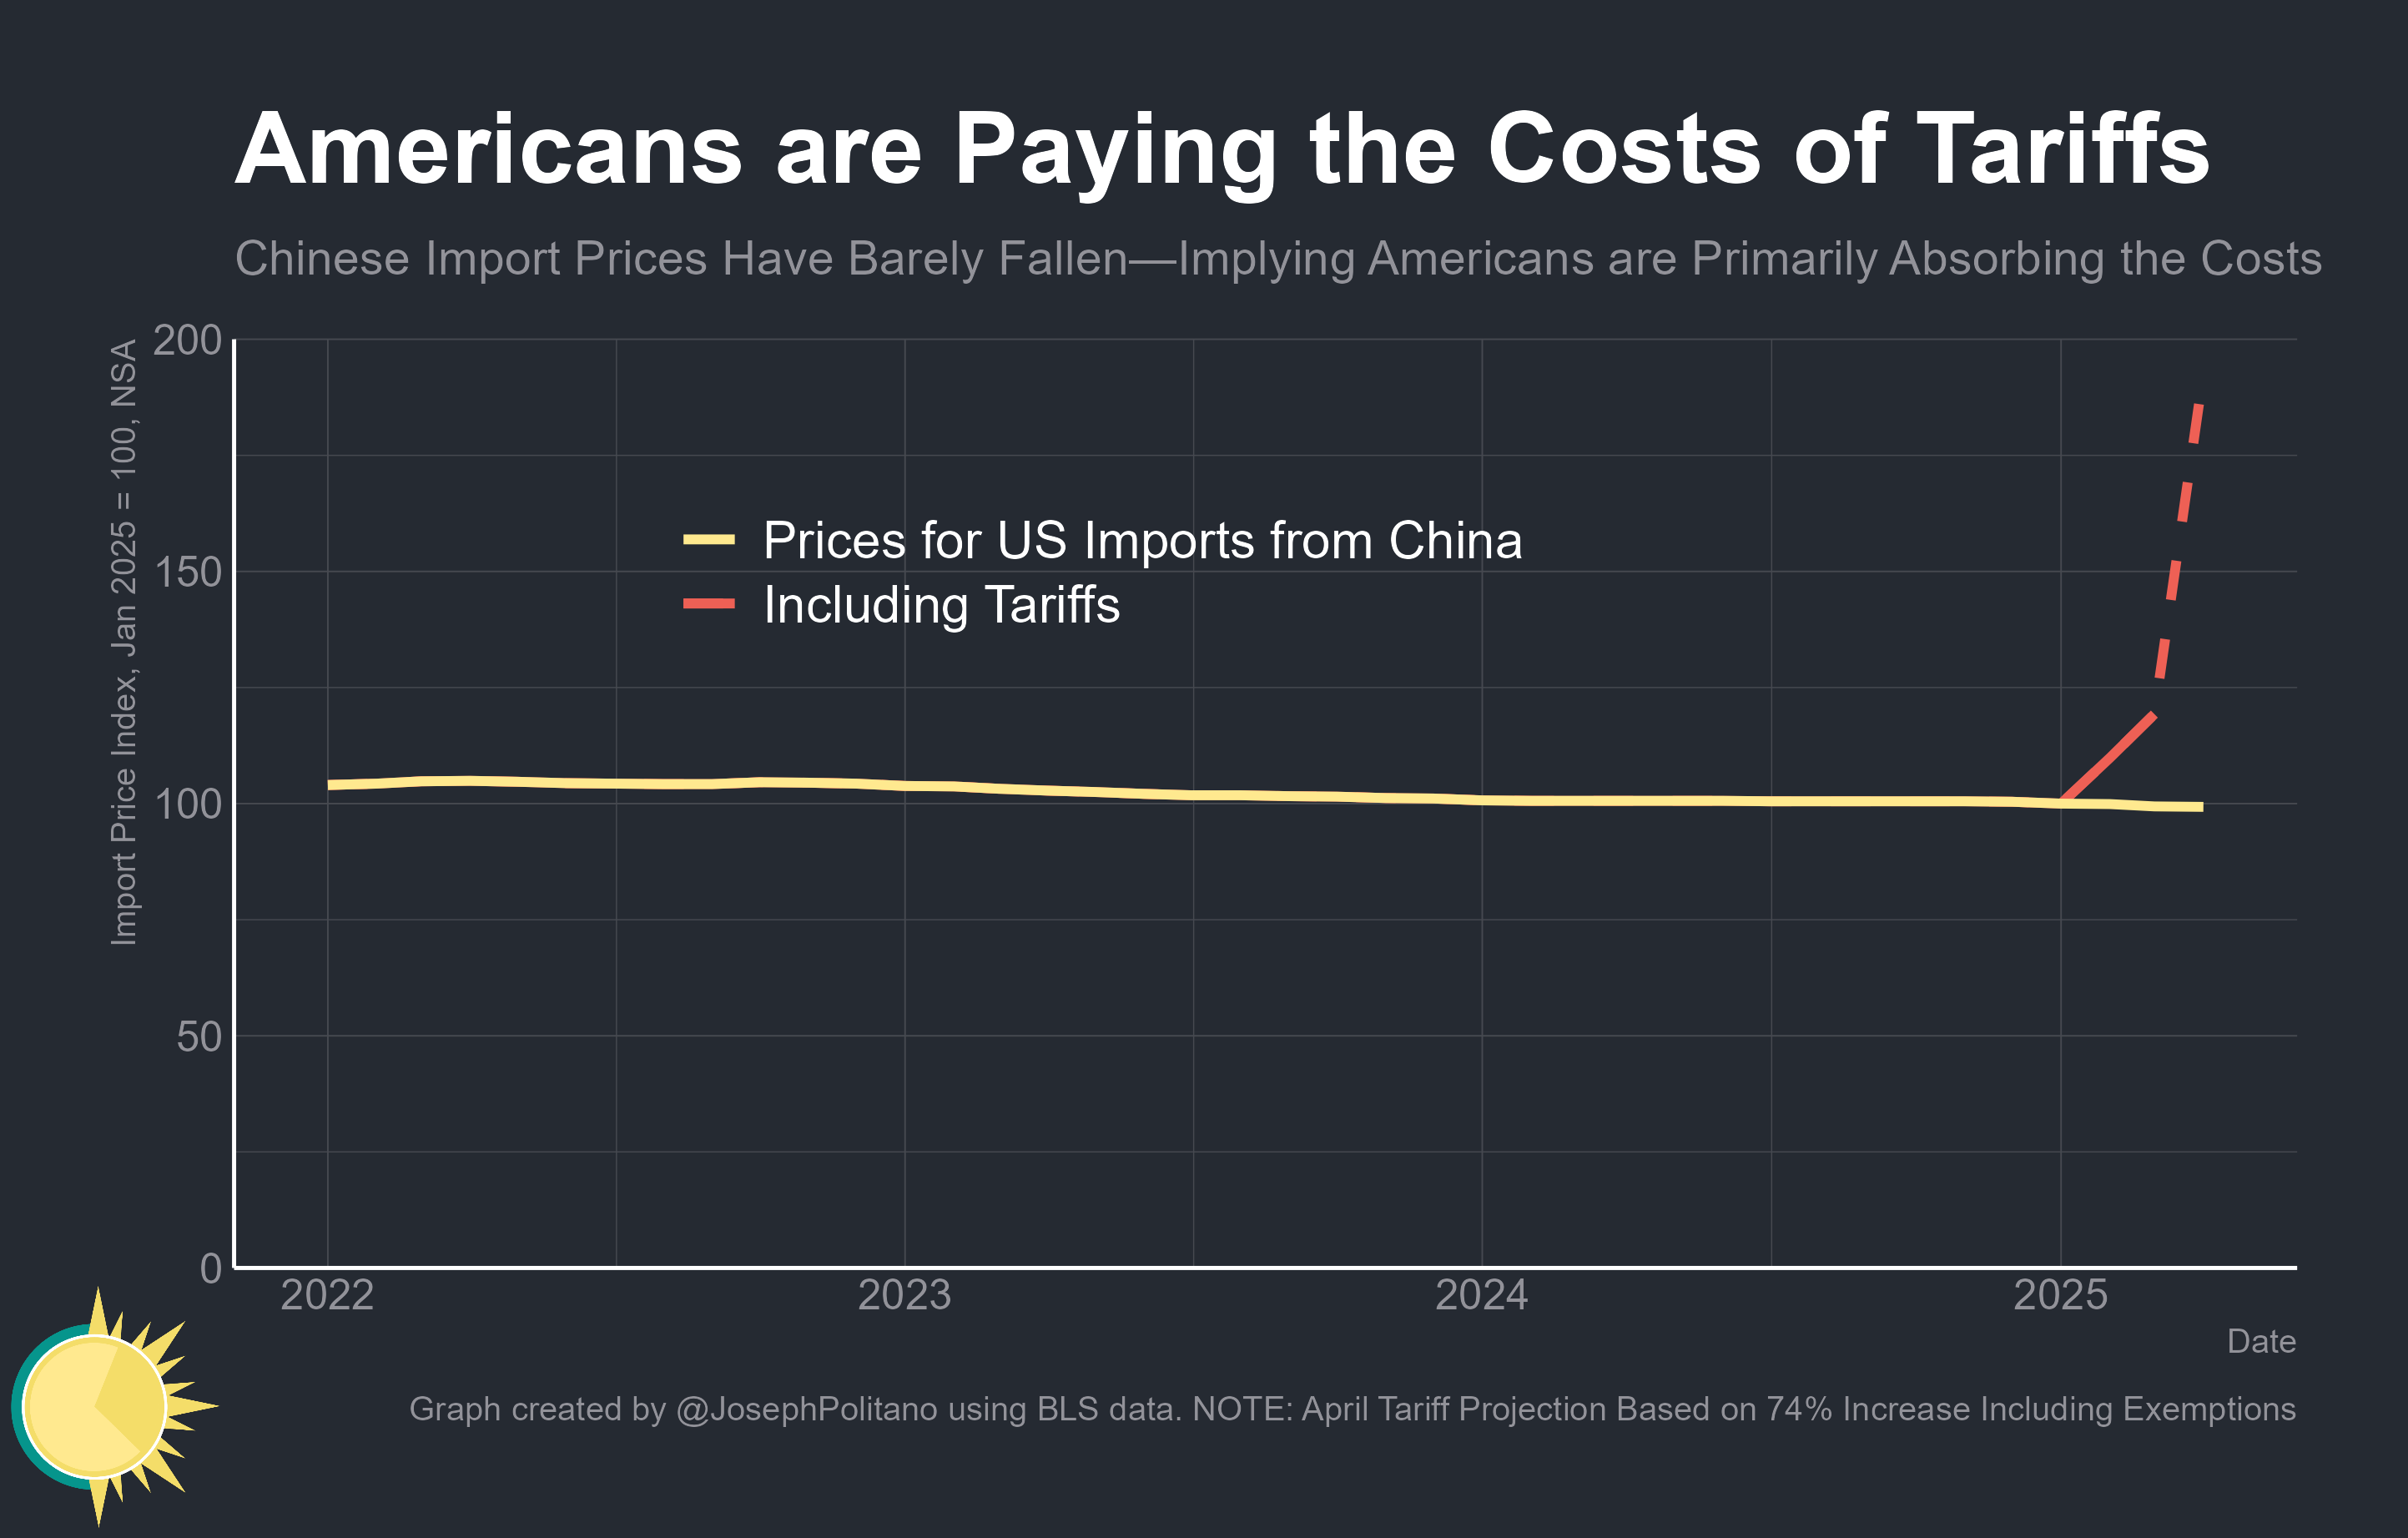 Americans are Paying the Costs of Tariffs
Chinese Import Prices Have Barely Fallen—Implying Americans are Primarily Absorbing the Costs
Import Price Index, Jan 2025 = 100, NSA
200
150
100
50
0
Prices for US Imports from China
Including Tariffs
2022 2023 2024 2025
Date
Graph created by @JosephPolitano using BLS data. NOTE: April Tariff Projection Based on 74% Increase Including Exemptions